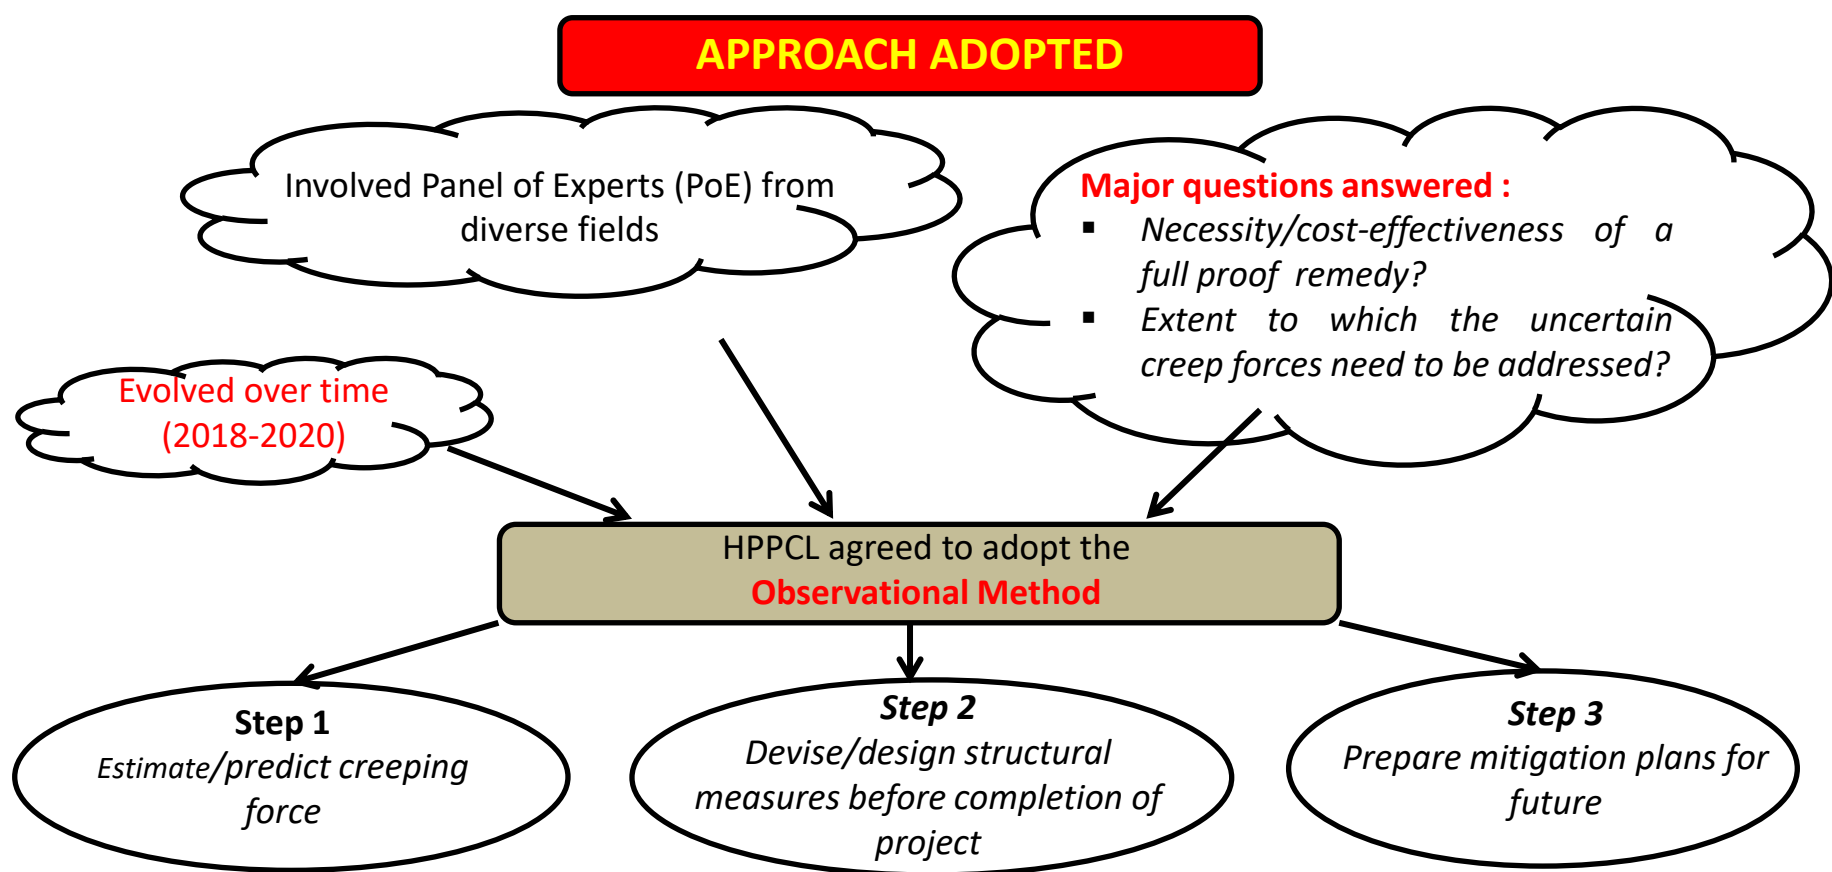 APPROACH ADOPTED
Involved Panel of Experts (PoE) from
diverse fields
Major questions answered :
▪ Necessity/cost-effectiveness of a
full proof remedy?
▪ Extent to which the uncertain
creep forces need to be addressed?
Evolved over time
(2018-2020)
HPPCL agreed to adopt the
Observational Method
Step 1
Estimate/predict creeping
force
Step 2
Devise/design structural
measures before completion of
project
Step 3
Prepare mitigation plans for
future